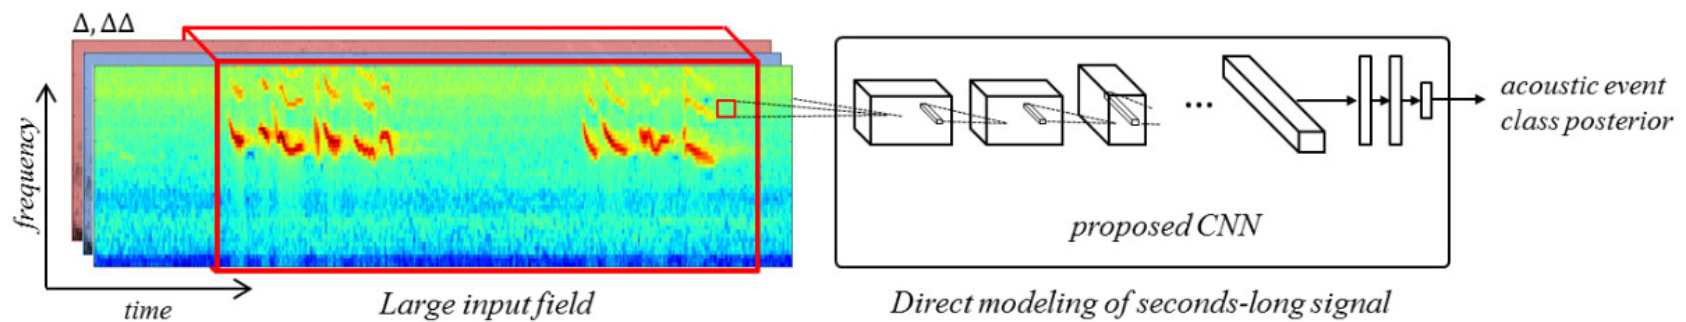 Δ, ΔΔ
frequency
time
Large input field
...
proposed CNN
Direct modeling of seconds-long signal
acoustic event
class posterior